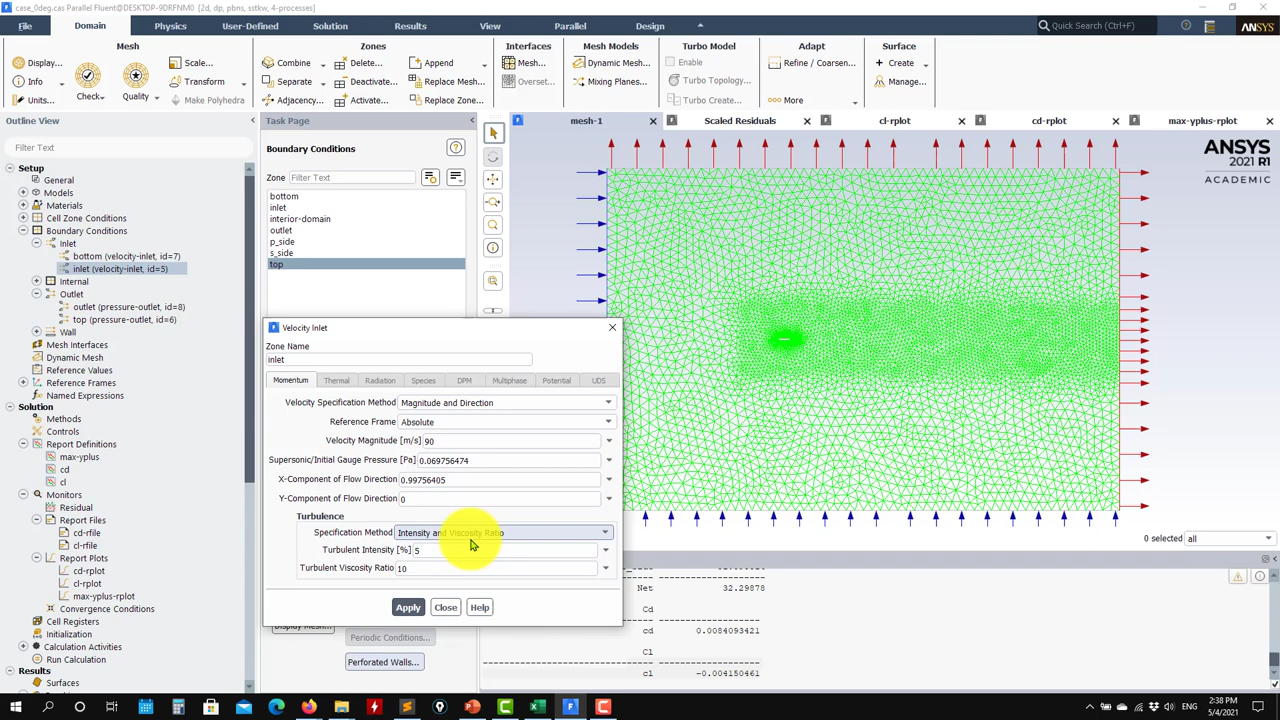 case_0deg.cas Parallel Fluent@DESKTOP-9DRFNM0 [2d, dp, pbns, sstkw, 4-processes]
File Domain Physics User-Defined Solution Results View Parallel Design Quick Search (Ctrl+F) ANSYS
Mesh Zones Interfaces Mesh Models Turbo Model Adapt Surface
Display... Scale... Combine Delete... Append Mesh... Dynamic Mesh... Enable Refine / Coarsen... Create
Info Transform Separate Deactivate... Replace Mesh... Overset... Mixing Planes... Turbo Topology... Manage...
Units... Check Quality Make Polyhedra Adjacency... Activate... Replace Zone... Turbo Create... More
Outline View
Filter Text
Setup
General
Models
Materials
Cell Zone Conditions
Boundary Conditions
Inlet
bottom (velocity-inlet, id=7)
inlet (velocity-inlet, id=5)
Internal
Outlet
outlet (pressure-outlet, id=8)
top (pressure-outlet, id=6)
Wall
Mesh Interfaces
Dynamic Mesh
Reference Values
Reference Frames
Named Expressions
Solution
Methods
Controls
Report Definitions
max-yplus
cd
cl
Monitors
Residual
Report Files
cd-rfile
cl-rfile
Report Plots
cd-rplot
cl-rplot
max-yplus-rplot
Convergence Conditions
Cell Registers
Initialization
Calculation Activities
Run Calculation
Results
Surfaces
Task Page
Boundary Conditions
Zone Filter Text
bottom
inlet
interior-domain
outlet
p_side
s_side
top
Velocity Inlet
Zone Name
inlet
Momentum Thermal Radiation Species DPM Multiphase Potential UDS
Velocity Specification Method Magnitude and Direction
Reference Frame Absolute
Velocity Magnitude [m/s] 90
Supersonic/Initial Gauge Pressure [Pa] 0.069756474
X-Component of Flow Direction 0.99756405
Y-Component of Flow Direction 0
Turbulence
Specification Method Intensity and Viscosity Ratio
Turbulent Intensity [%] 5
Turbulent Viscosity Ratio 10
Apply Close Help
Display Mesh...
Periodic Conditions...
Perforated Walls...
mesh-1 Scaled Residuals cl-rplot cd-rplot max-yplus-rplot
ANSYS
2021 R1
ACADEMIC
0 selected all
Net 32.29878
Cd
cd 0.0084093421
Cl
cl -0.004150461
2:38 PM
5/4/2021